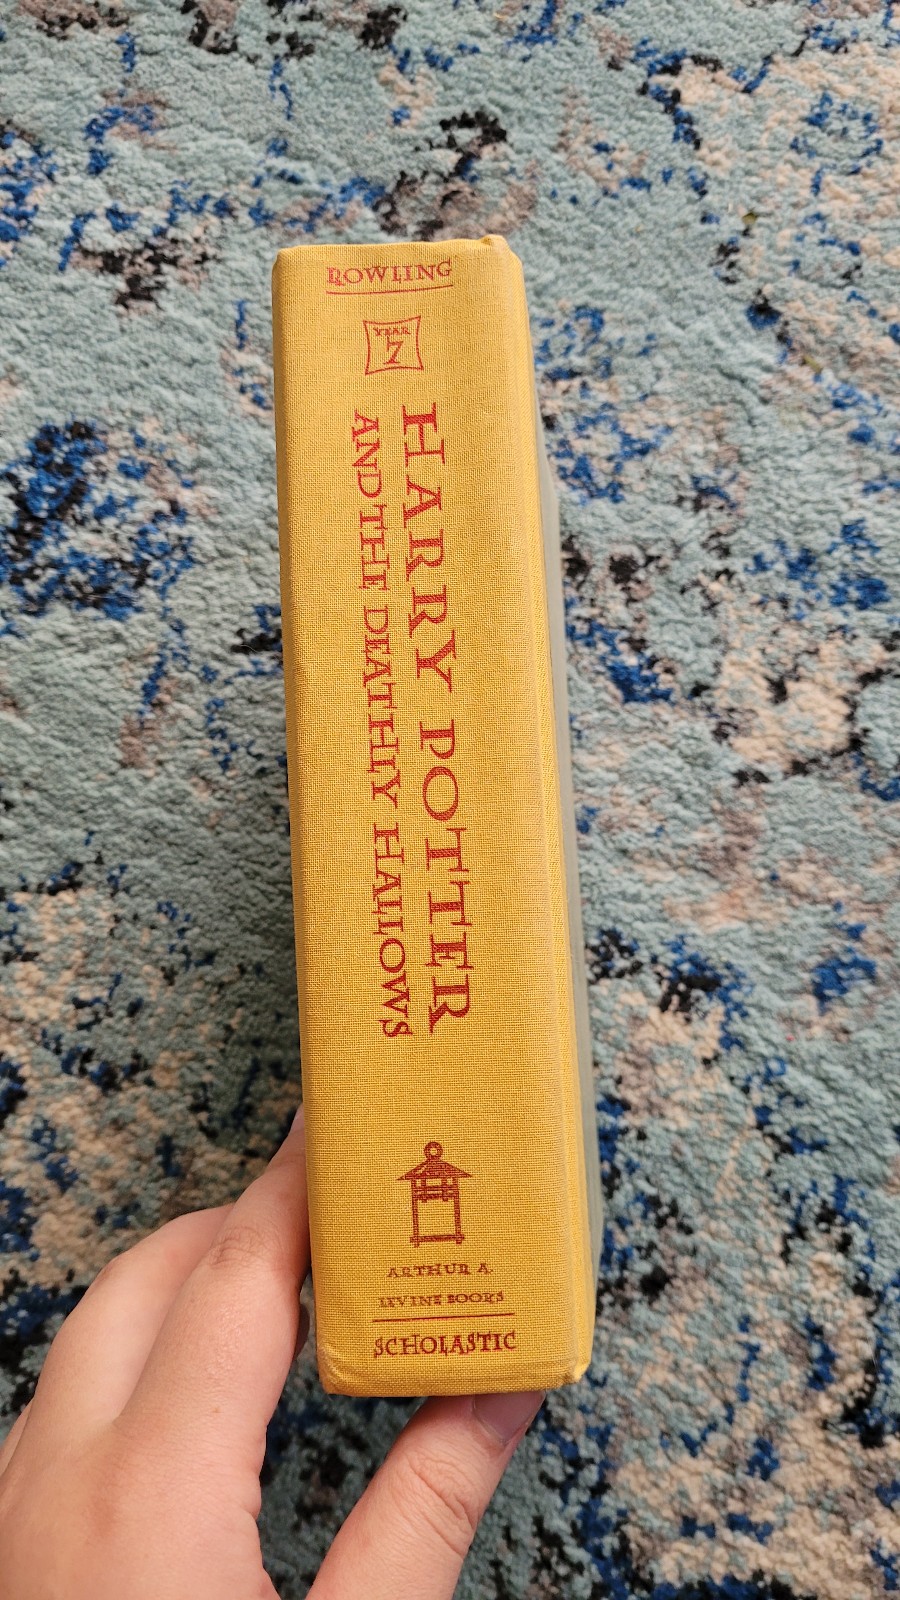 ROWLING
YEAR
7
HARRY POTTER
AND THE DEATHLY HALLOWS
ARTHUR A.
LEVINE BOOKS
SCHOLASTIC